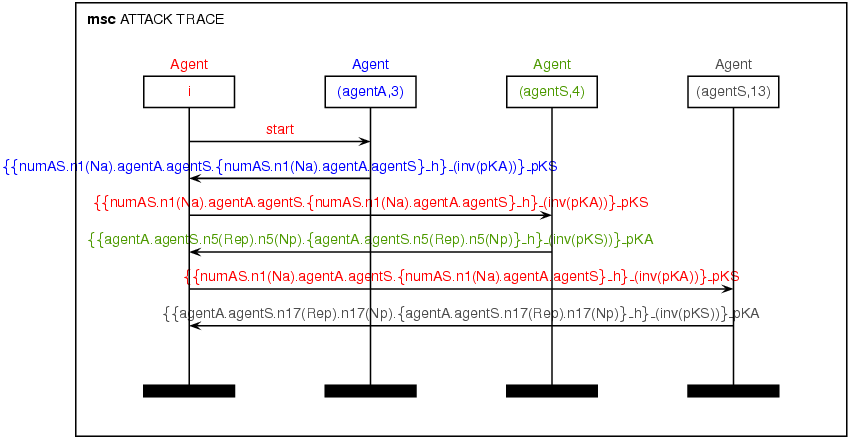 msc ATTACK TRACE
Agent Agent Agent Agent
i (agentA,3) (agentS,4) (agentS,13)
start
{{numAS.n1(Na).agentA.agentS.{numAS.n1(Na).agentA.agentS}_h}_(inv(pKA))}_pKS
{{numAS.n1(Na).agentA.agentS.{numAS.n1(Na).agentA.agentS}_h}_(inv(pKA))}_pKS
{{agentA.agentS.n5(Rep).n5(Np).{agentA.agentS.n5(Rep).n5(Np)}_h}_(inv(pKS))}_pKA
{{numAS.n1(Na).agentA.agentS.{numAS.n1(Na).agentA.agentS}_h}_(inv(pKA))}_pKS
{{agentA.agentS.n17(Rep).n17(Np).{agentA.agentS.n17(Rep).n17(Np)}_h}_(inv(pKS))}_pKA